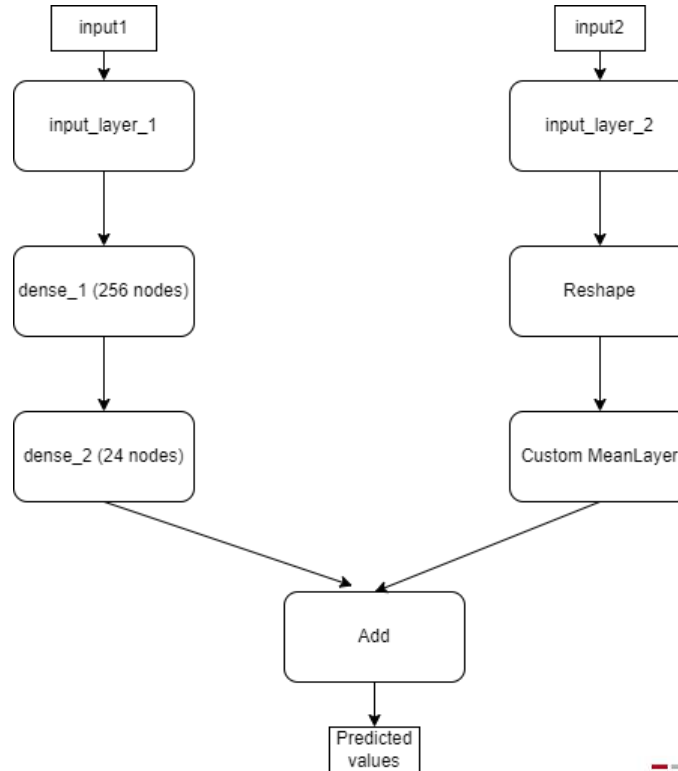 input1
input2
input_layer_1
input_layer_2
dense_1 (256 nodes)
Reshape
dense_2 (24 nodes)
Custom MeanLayer
Add
Predicted
values